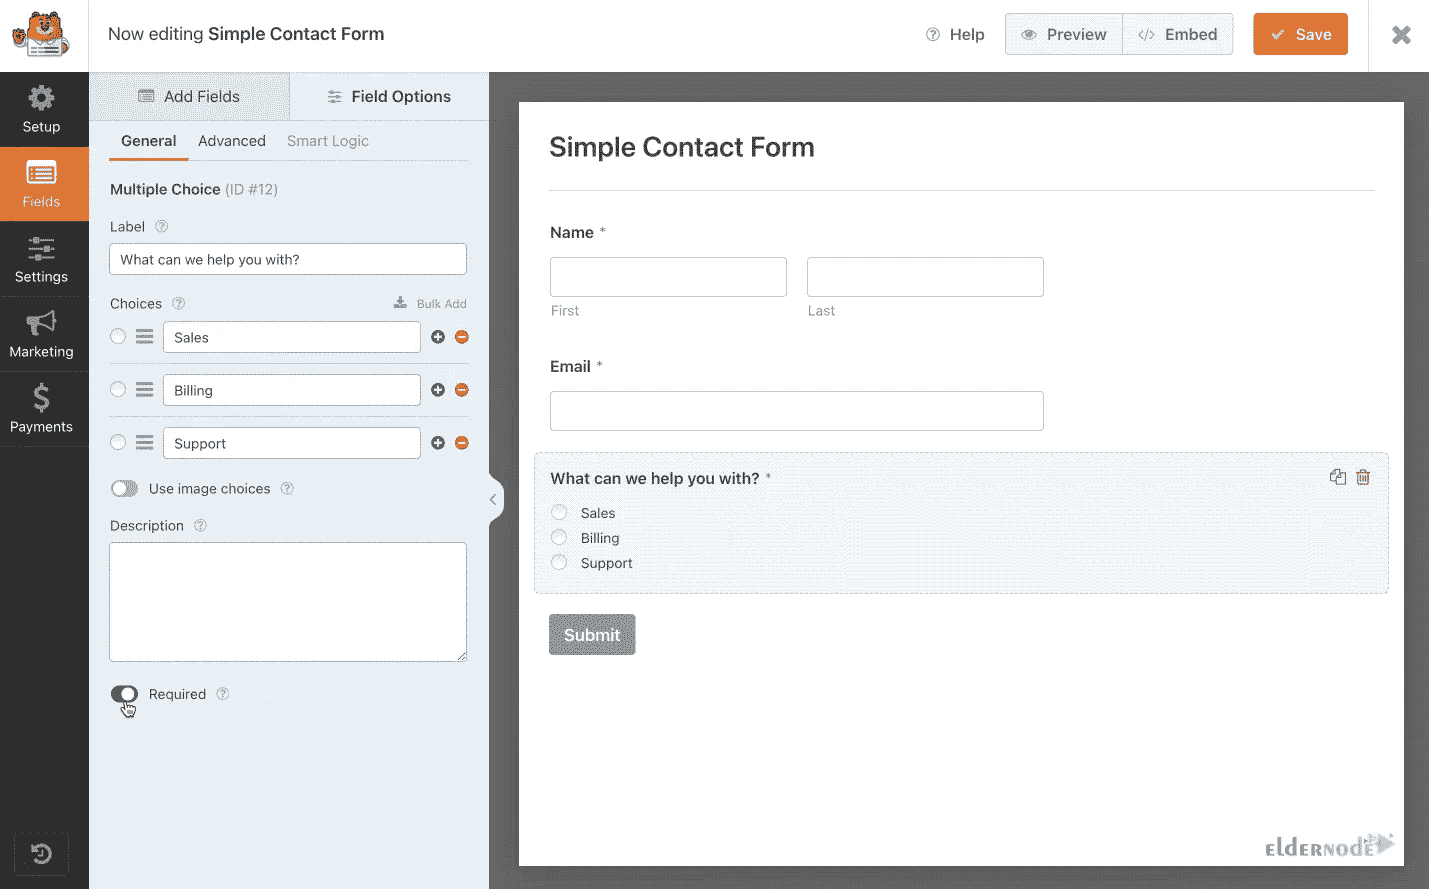 Now editing Simple Contact Form
Help
Preview
Embed
Save
Setup
Fields
Settings
Marketing
Payments
Add Fields
Field Options
General
Advanced
Smart Logic
Multiple Choice (ID #12)
Label
What can we help you with?
Choices
Bulk Add
Sales
Billing
Support
Use image choices
Description
Required
Simple Contact Form
Name *
First
Last
Email *
What can we help you with? *
Sales
Billing
Support
Submit
eldernode